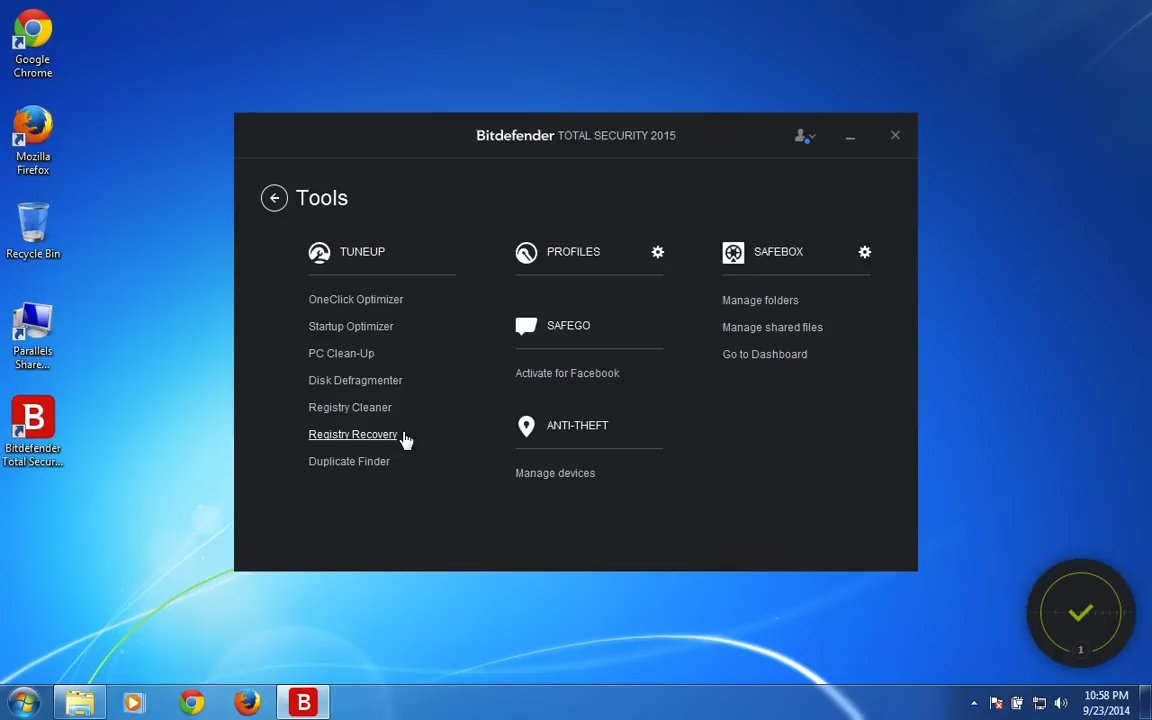 Google
Chrome
Mozilla
Firefox
Recycle Bin
Parallels
Share...
B
Bitdefender
Total Secur...
Bitdefender TOTAL SECURITY 2015
Tools
TUNEUP
OneClick Optimizer
Startup Optimizer
PC Clean-Up
Disk Defragmenter
Registry Cleaner
Registry Recovery
Duplicate Finder
PROFILES
SAFEGO
Activate for Facebook
ANTI-THEFT
Manage devices
SAFEBOX
Manage folders
Manage shared files
Go to Dashboard
1
B
10:58 PM
9/23/2014